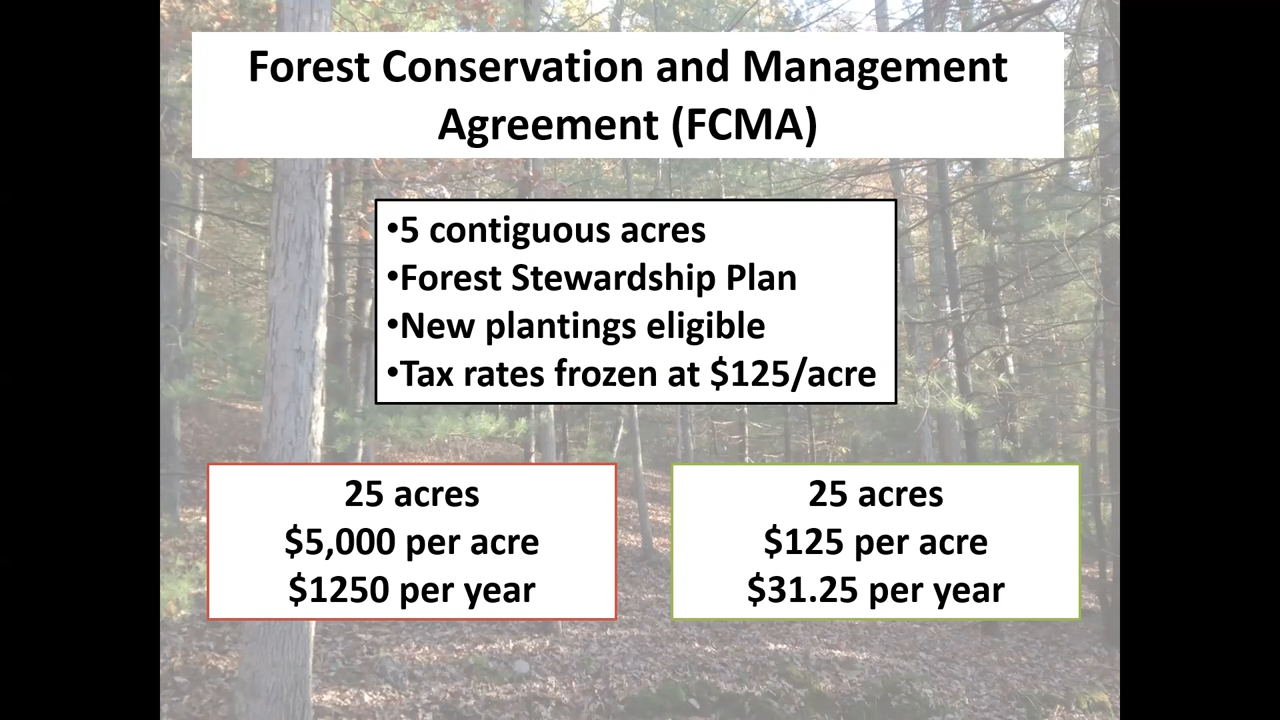 Forest Conservation and Management
Agreement (FCMA)
•5 contiguous acres
•Forest Stewardship Plan
•New plantings eligible
•Tax rates frozen at $125/acre
25 acres
$5,000 per acre
$1250 per year
25 acres
$125 per acre
$31.25 per year